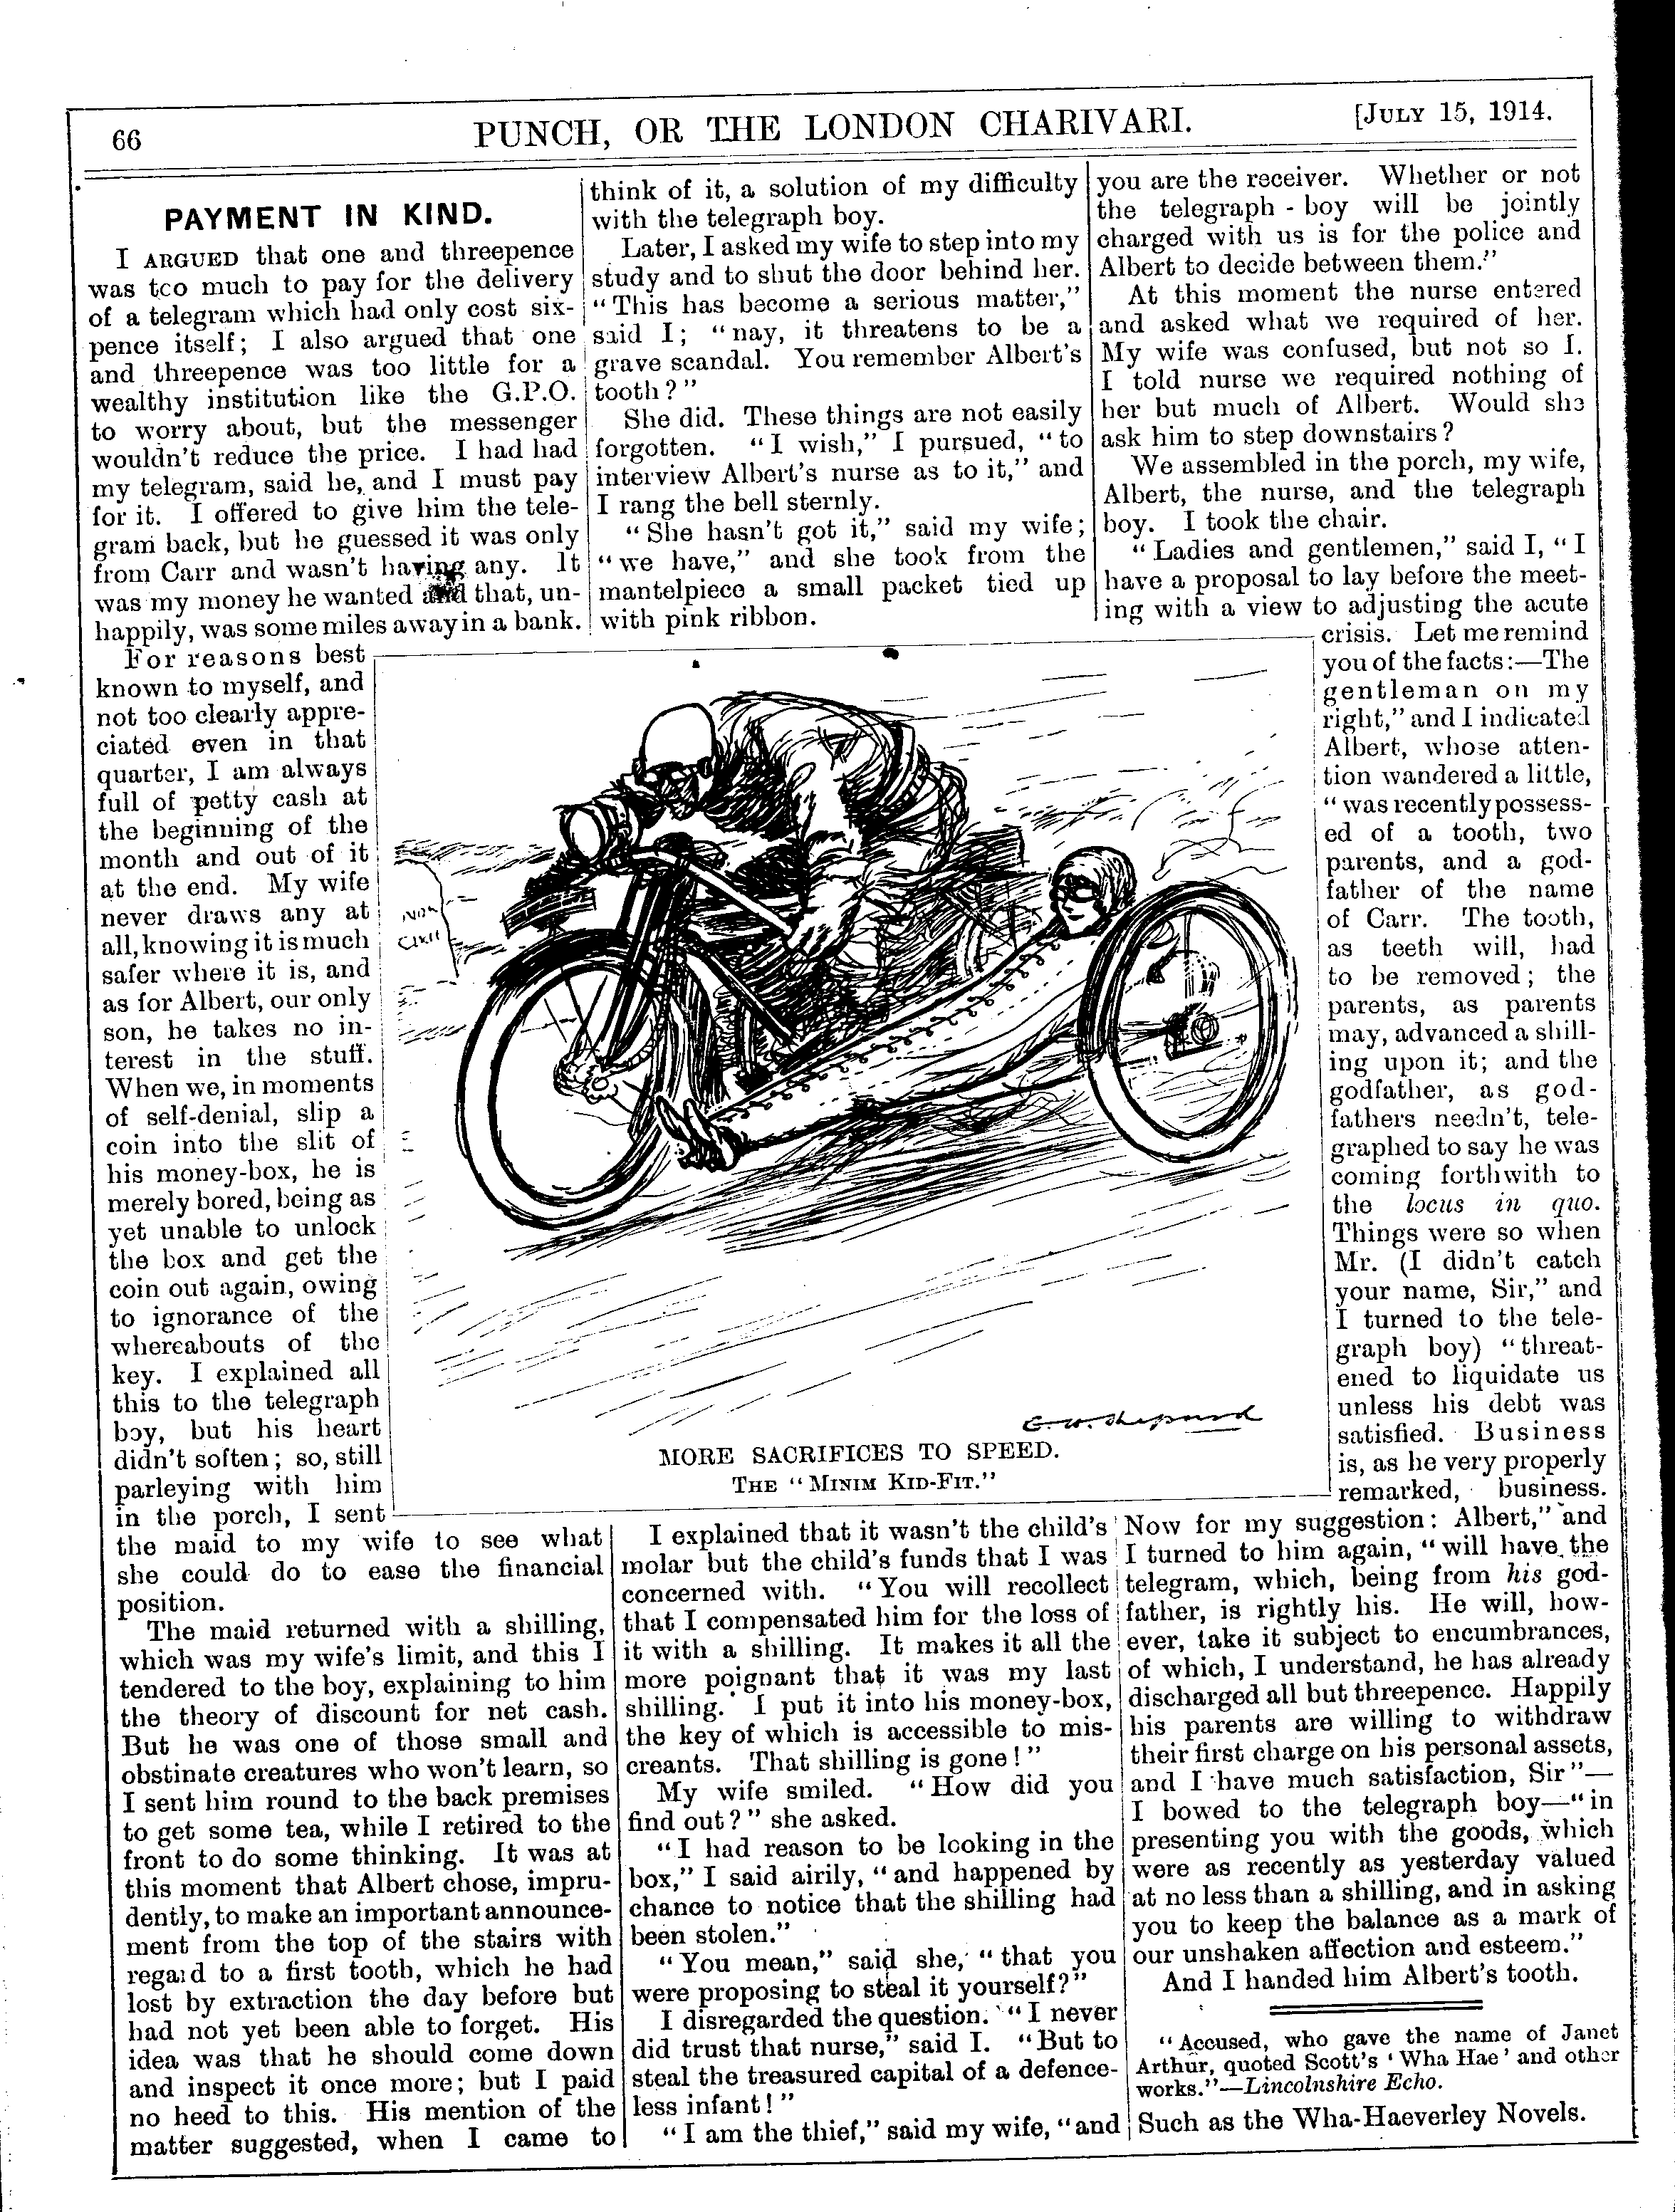 66
PUNCH, OR THE LONDON CHARIVARI.
[JULY 15, 1914.
PAYMENT IN KIND.
I ARGUED that one and threepence
was too much to pay for the delivery
of a telegram which had only cost six-
pence itself; I also argued that one
and threepence was too little for a
wealthy institution like the G.P.O.
to worry about, but the messenger
wouldn't reduce the price. I had had
my telegram, said he, and I must pay
for it. I offered to give him the tele-
gram back, but he guessed it was only
from Carr and wasn't having any. It
was my money he wanted and that, un-
happily, was some miles away in a bank.
For reasons best
known to myself, and
not too clearly appre-
ciated even in that
quarter, I am always
full of petty cash at
the beginning of the
month and out of it
at the end. My wife
never draws any at
all, knowing it is much
safer where it is, and
as for Albert, our only
son, he takes no in-
terest in the stuff.
When we, in moments
of self-denial, slip a
coin into the slit of
his money-box, he is
merely bored, being as
yet unable to unlock
the box and get the
coin out again, owing
to ignorance of the
whereabouts of the
key. I explained all
this to the telegraph
boy, but his heart
didn't soften; so, still
parleying with him
in the porch, I sent
the maid to my wife to see what
she could do to ease the financial
position.
The maid returned with a shilling,
which was my wife's limit, and this I
tendered to the boy, explaining to him
the theory of discount for net cash.
But he was one of those small and
obstinate creatures who won't learn, so
I sent him round to the back premises
to get some tea, while I retired to the
front to do some thinking. It was at
this moment that Albert chose, impru-
dently, to make an important announce-
ment from the top of the stairs with
regard to a first tooth, which he had
lost by extraction the day before but
had not yet been able to forget. His
idea was that he should come down
and inspect it once more; but I paid
no heed to this. His mention of the
matter suggested, when I came to
think of it, a solution of my difficulty
with the telegraph boy.
Later, I asked my wife to step into my
study and to shut the door behind her.
"This has become a serious matter,"
said I; "nay, it threatens to be a
grave scandal. You remember Albert's
tooth?"
She did. These things are not easily
forgotten. "I wish," I pursued, "to
interview Albert's nurse as to it," and
I rang the bell sternly.
"She hasn't got it," said my wife;
"we have," and she took from the
mantelpiece a small packet tied up
with pink ribbon.
NON
CIXIT
E. H. Shepard
MORE SACRIFICES TO SPEED.
THE "MINIM KID-FIT."
I explained that it wasn't the child's
molar but the child's funds that I was
concerned with. "You will recollect
that I compensated him for the loss of
it with a shilling. It makes it all the
more poignant that it was my last
shilling. I put it into his money-box,
the key of which is accessible to mis-
creants. That shilling is gone!"
My wife smiled. "How did you
find out?" she asked.
"I had reason to be looking in the
box," I said airily, "and happened by
chance to notice that the shilling had
been stolen."
"You mean," said she, "that you
were proposing to steal it yourself?"
I disregarded the question. "I never
did trust that nurse," said I. "But to
steal the treasured capital of a defence-
less infant!"
"I am the thief," said my wife, "and
you are the receiver. Whether or not
the telegraph-boy will be jointly
charged with us is for the police and
Albert to decide between them."
At this moment the nurse entered
and asked what we required of her.
My wife was confused, but not so I.
I told nurse we required nothing of
her but much of Albert. Would she
ask him to step downstairs?
We assembled in the porch, my wife,
Albert, the nurse, and the telegraph
boy. I took the chair.
"Ladies and gentlemen," said I, "I
have a proposal to lay before the meet-
ing with a view to adjusting the acute
crisis. Let me remind
you of the facts:—The
gentleman on my
right," and I indicated
Albert, whose atten-
tion wandered a little,
"was recently possess-
ed of a tooth, two
parents, and a god-
father of the name
of Carr. The tooth,
as teeth will, had
to be removed; the
parents, as parents
may, advanced a shill-
ing upon it; and the
godfather, as god-
fathers needn't, tele-
graphed to say he was
coming forthwith to
the locus in quo.
Things were so when
Mr. (I didn't catch
your name, Sir," and
I turned to the tele-
graph boy) "threat-
ened to liquidate us
unless his debt was
satisfied. Business
is, as he very properly
remarked, business.
Now for my suggestion: Albert," and
I turned to him again, "will have the
telegram, which, being from his god-
father, is rightly his. He will, how-
ever, take it subject to encumbrances,
of which, I understand, he has already
discharged all but threepence. Happily
his parents are willing to withdraw
their first charge on his personal assets,
and I have much satisfaction, Sir"—
I bowed to the telegraph boy—"in
presenting you with the goods, which
were as recently as yesterday valued
at no less than a shilling, and in asking
you to keep the balance as a mark of
our unshaken affection and esteem."
And I handed him Albert's tooth.
"Accused, who gave the name of Janet
Arthur, quoted Scott's 'Wha Hae' and other
works."—Lincolnshire Echo.
Such as the Wha-Haeverley Novels.